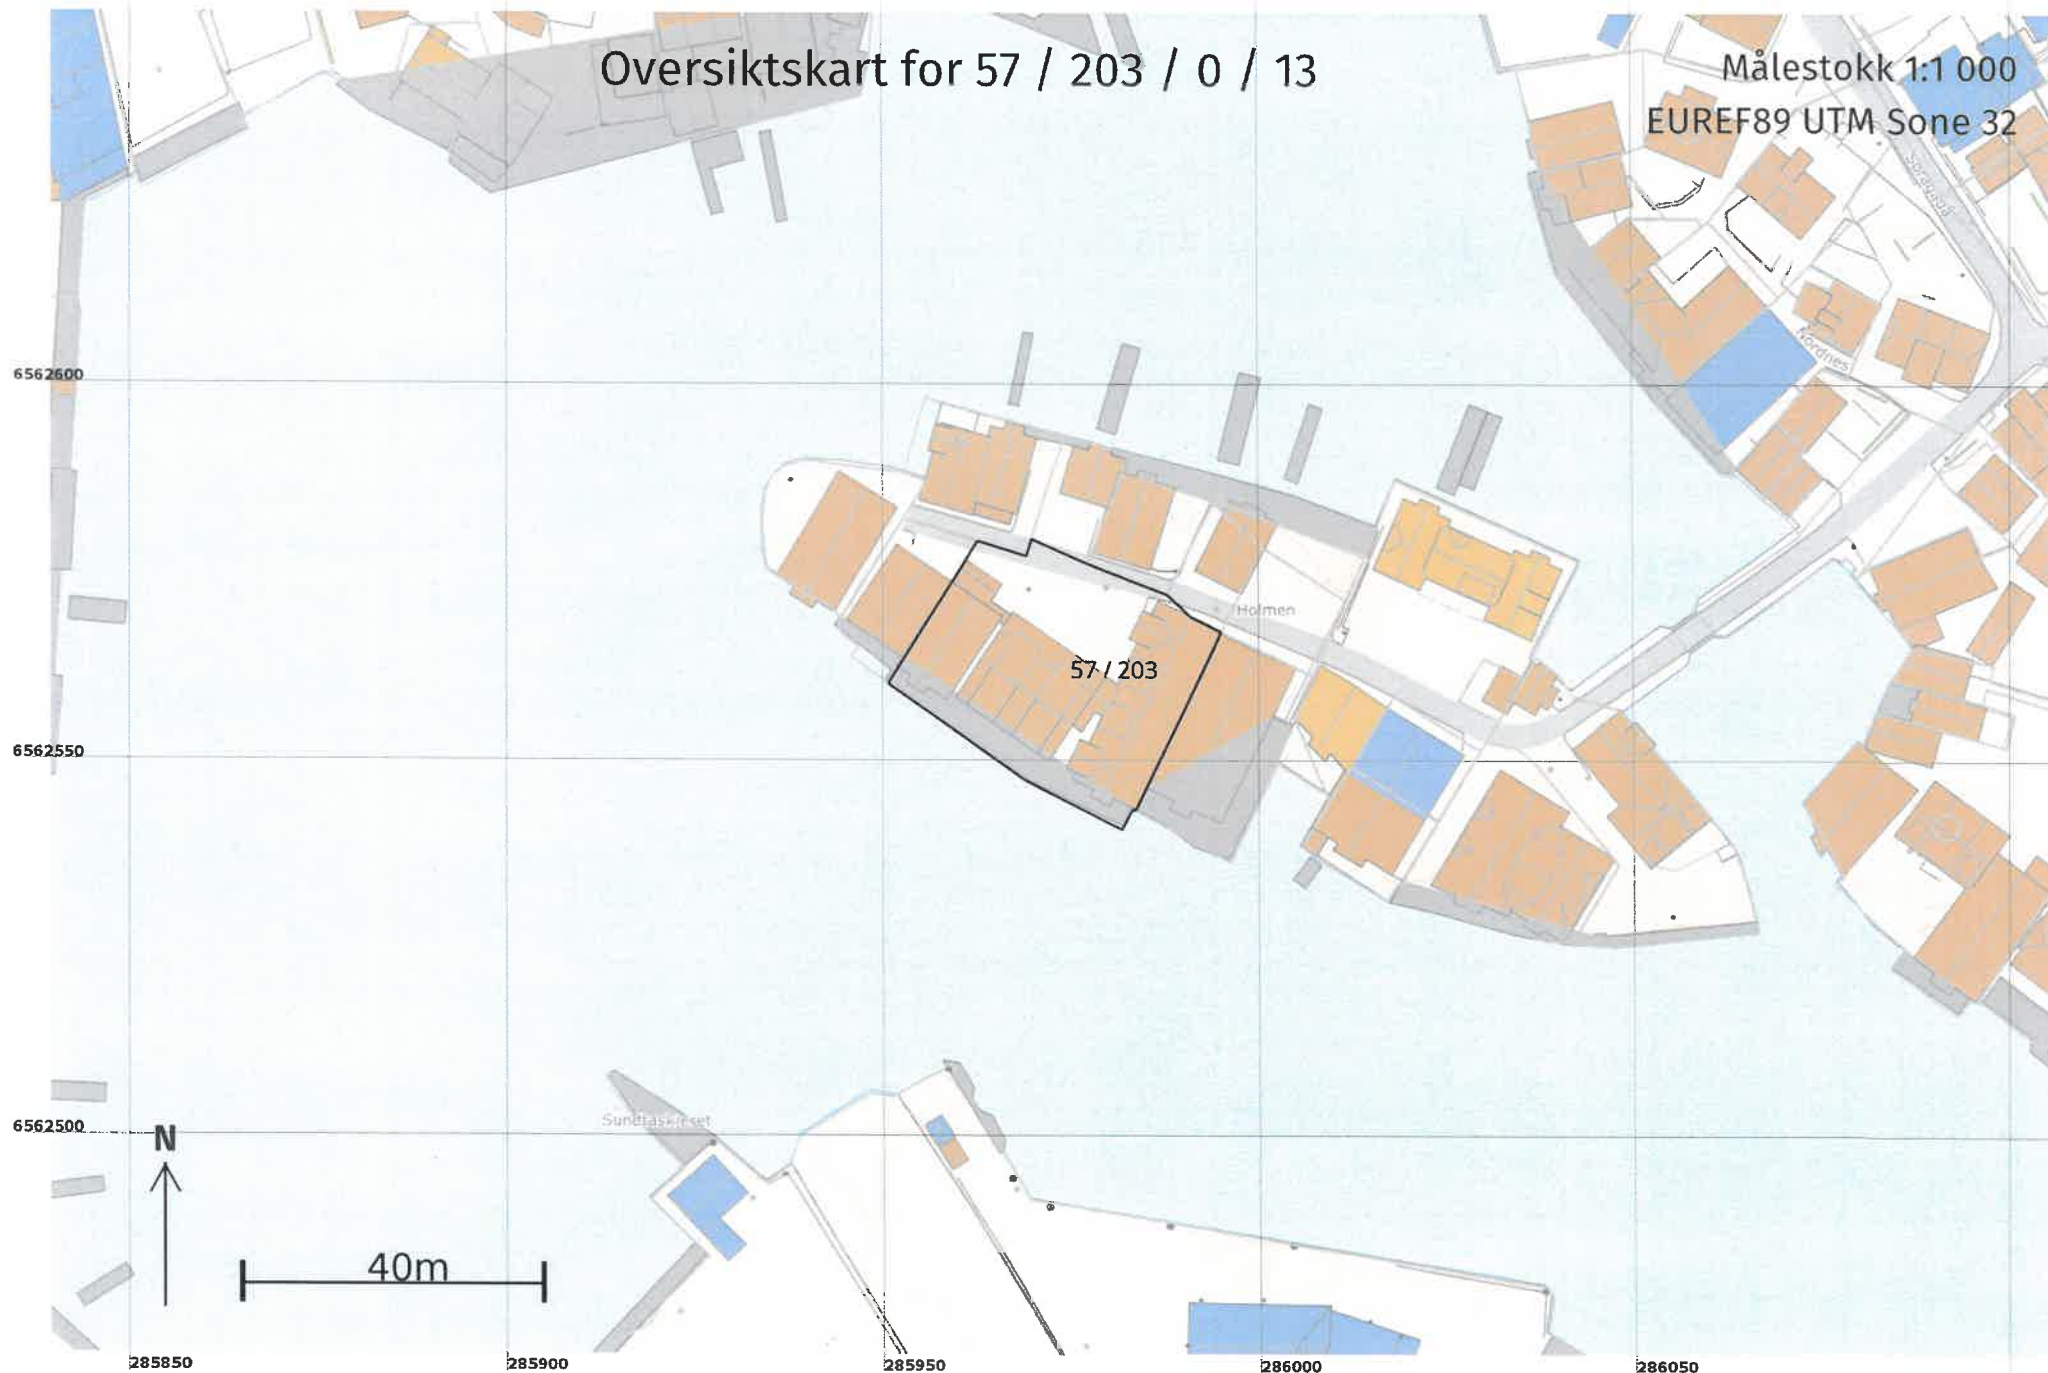 Oversiktskart for 57 / 203 / 0 / 13
Målestokk 1:1 000
EUREF89 UTM Sone 32
Nordnes
6562600
Holmen
57 / 203
6562550
6562500
N
40m
285850
285900
285950
286000
286050